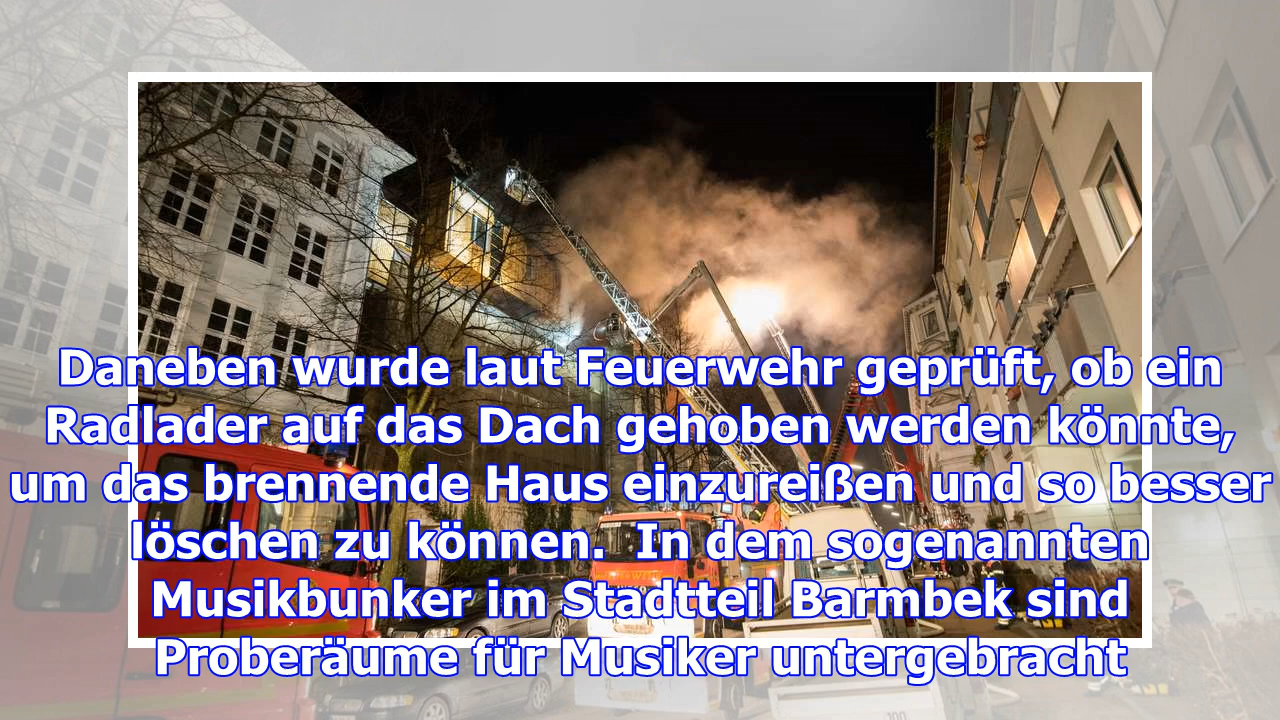 Daneben wurde laut Feuerwehr geprüft, ob ein
Radlader auf das Dach gehoben werden könnte,
um das brennende Haus einzureißen und so besser
löschen zu können. In dem sogenannten
Musikbunker im Stadtteil Barmbek sind
Proberäume für Musiker untergebracht